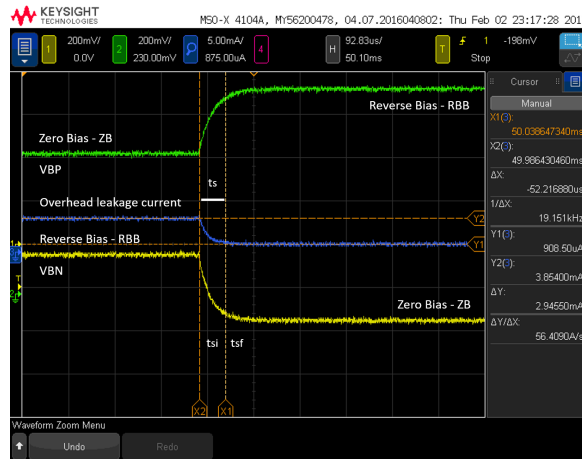 KEYSIGHT
TECHNOLOGIES
MSO-X 4104A, MY56200478, 04.07.2016040802: Thu Feb 02 23:17:28 201
1 200mV/ 2 200mV/ 5.00mA/ 4 H 92.83us/ T 1 -198mV
0.0V 230.00mV 875.00uA 50.10ms Stop
Cursor
Manual
X1(3):
50.038647340ms
X2(3):
49.986430460ms
ΔX:
-52.216880us
1/ΔX:
19.151kHz
Y1(3):
908.50uA
Y2(3):
3.85400mA
ΔY:
2.94550mA
ΔY/ΔX:
56.4090A/s
Reverse Bias - RBB
Zero Bias - ZB
VBP
ts
Overhead leakage current
Y2
Reverse Bias - RBB
Y1
VBN
Zero Bias - ZB
tsi tsf
X2 X1
Waveform Zoom Menu
Undo Redo